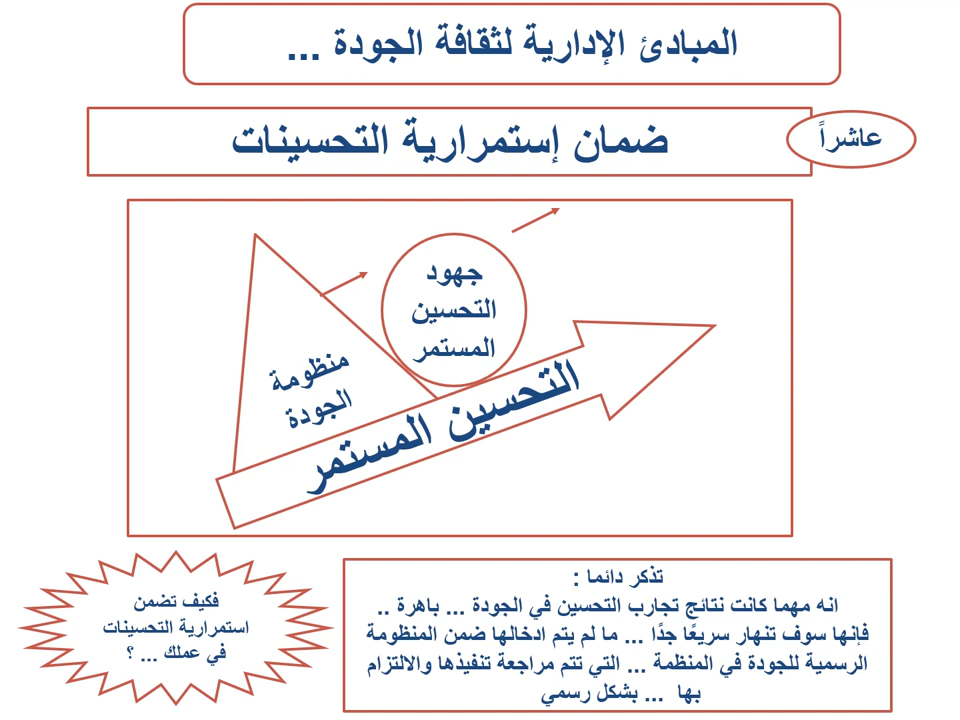 المبادئ الإدارية لثقافة الجودة ...
عاشراً
ضمان إستمرارية التحسينات
جهود
التحسين
المستمر
منظومة
الجودة
التحسين المستمر
تذكر دائما :
انه مهما كانت نتائج تجارب التحسين في الجودة ... باهرة ..
فإنها سوف تنهار سريعًا جدًا ... ما لم يتم ادخالها ضمن المنظومة
الرسمية للجودة في المنظمة ... التي تتم مراجعة تنفيذها والالتزام
بها ... بشكل رسمي
فكيف تضمن
استمرارية التحسينات
في عملك ... ؟